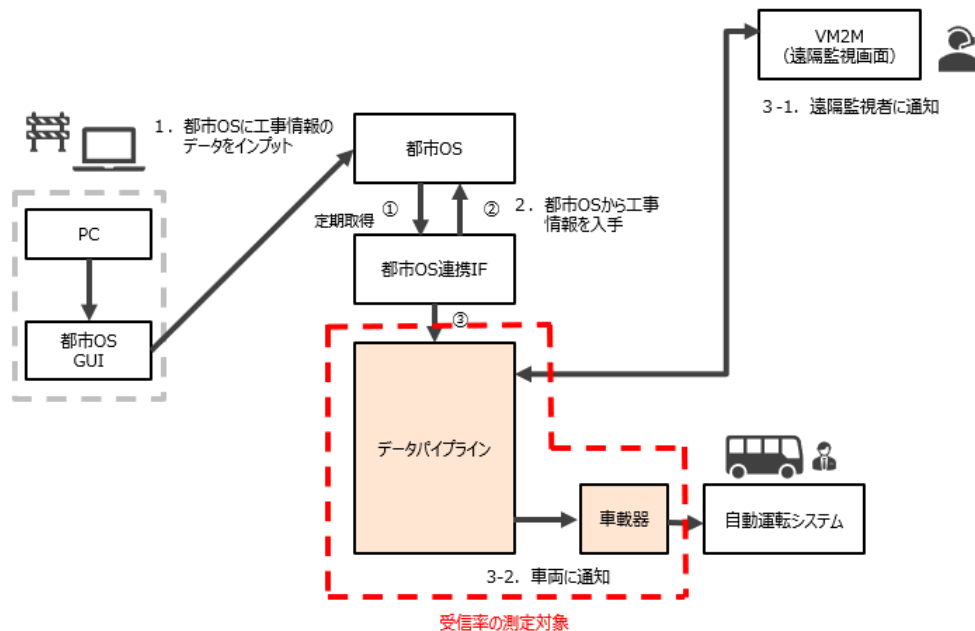 VM2M
（遠隔監視画面）
3-1．遠隔監視者に通知
1．都市OSに工事情報の
データをインプット
都市OS
定期取得
①
②
2．都市OSから工事
情報を入手
PC
都市OS連携IF
③
都市OS
GUI
データパイプライン
車載器
自動運転システム
3-2．車両に通知
受信率の測定対象